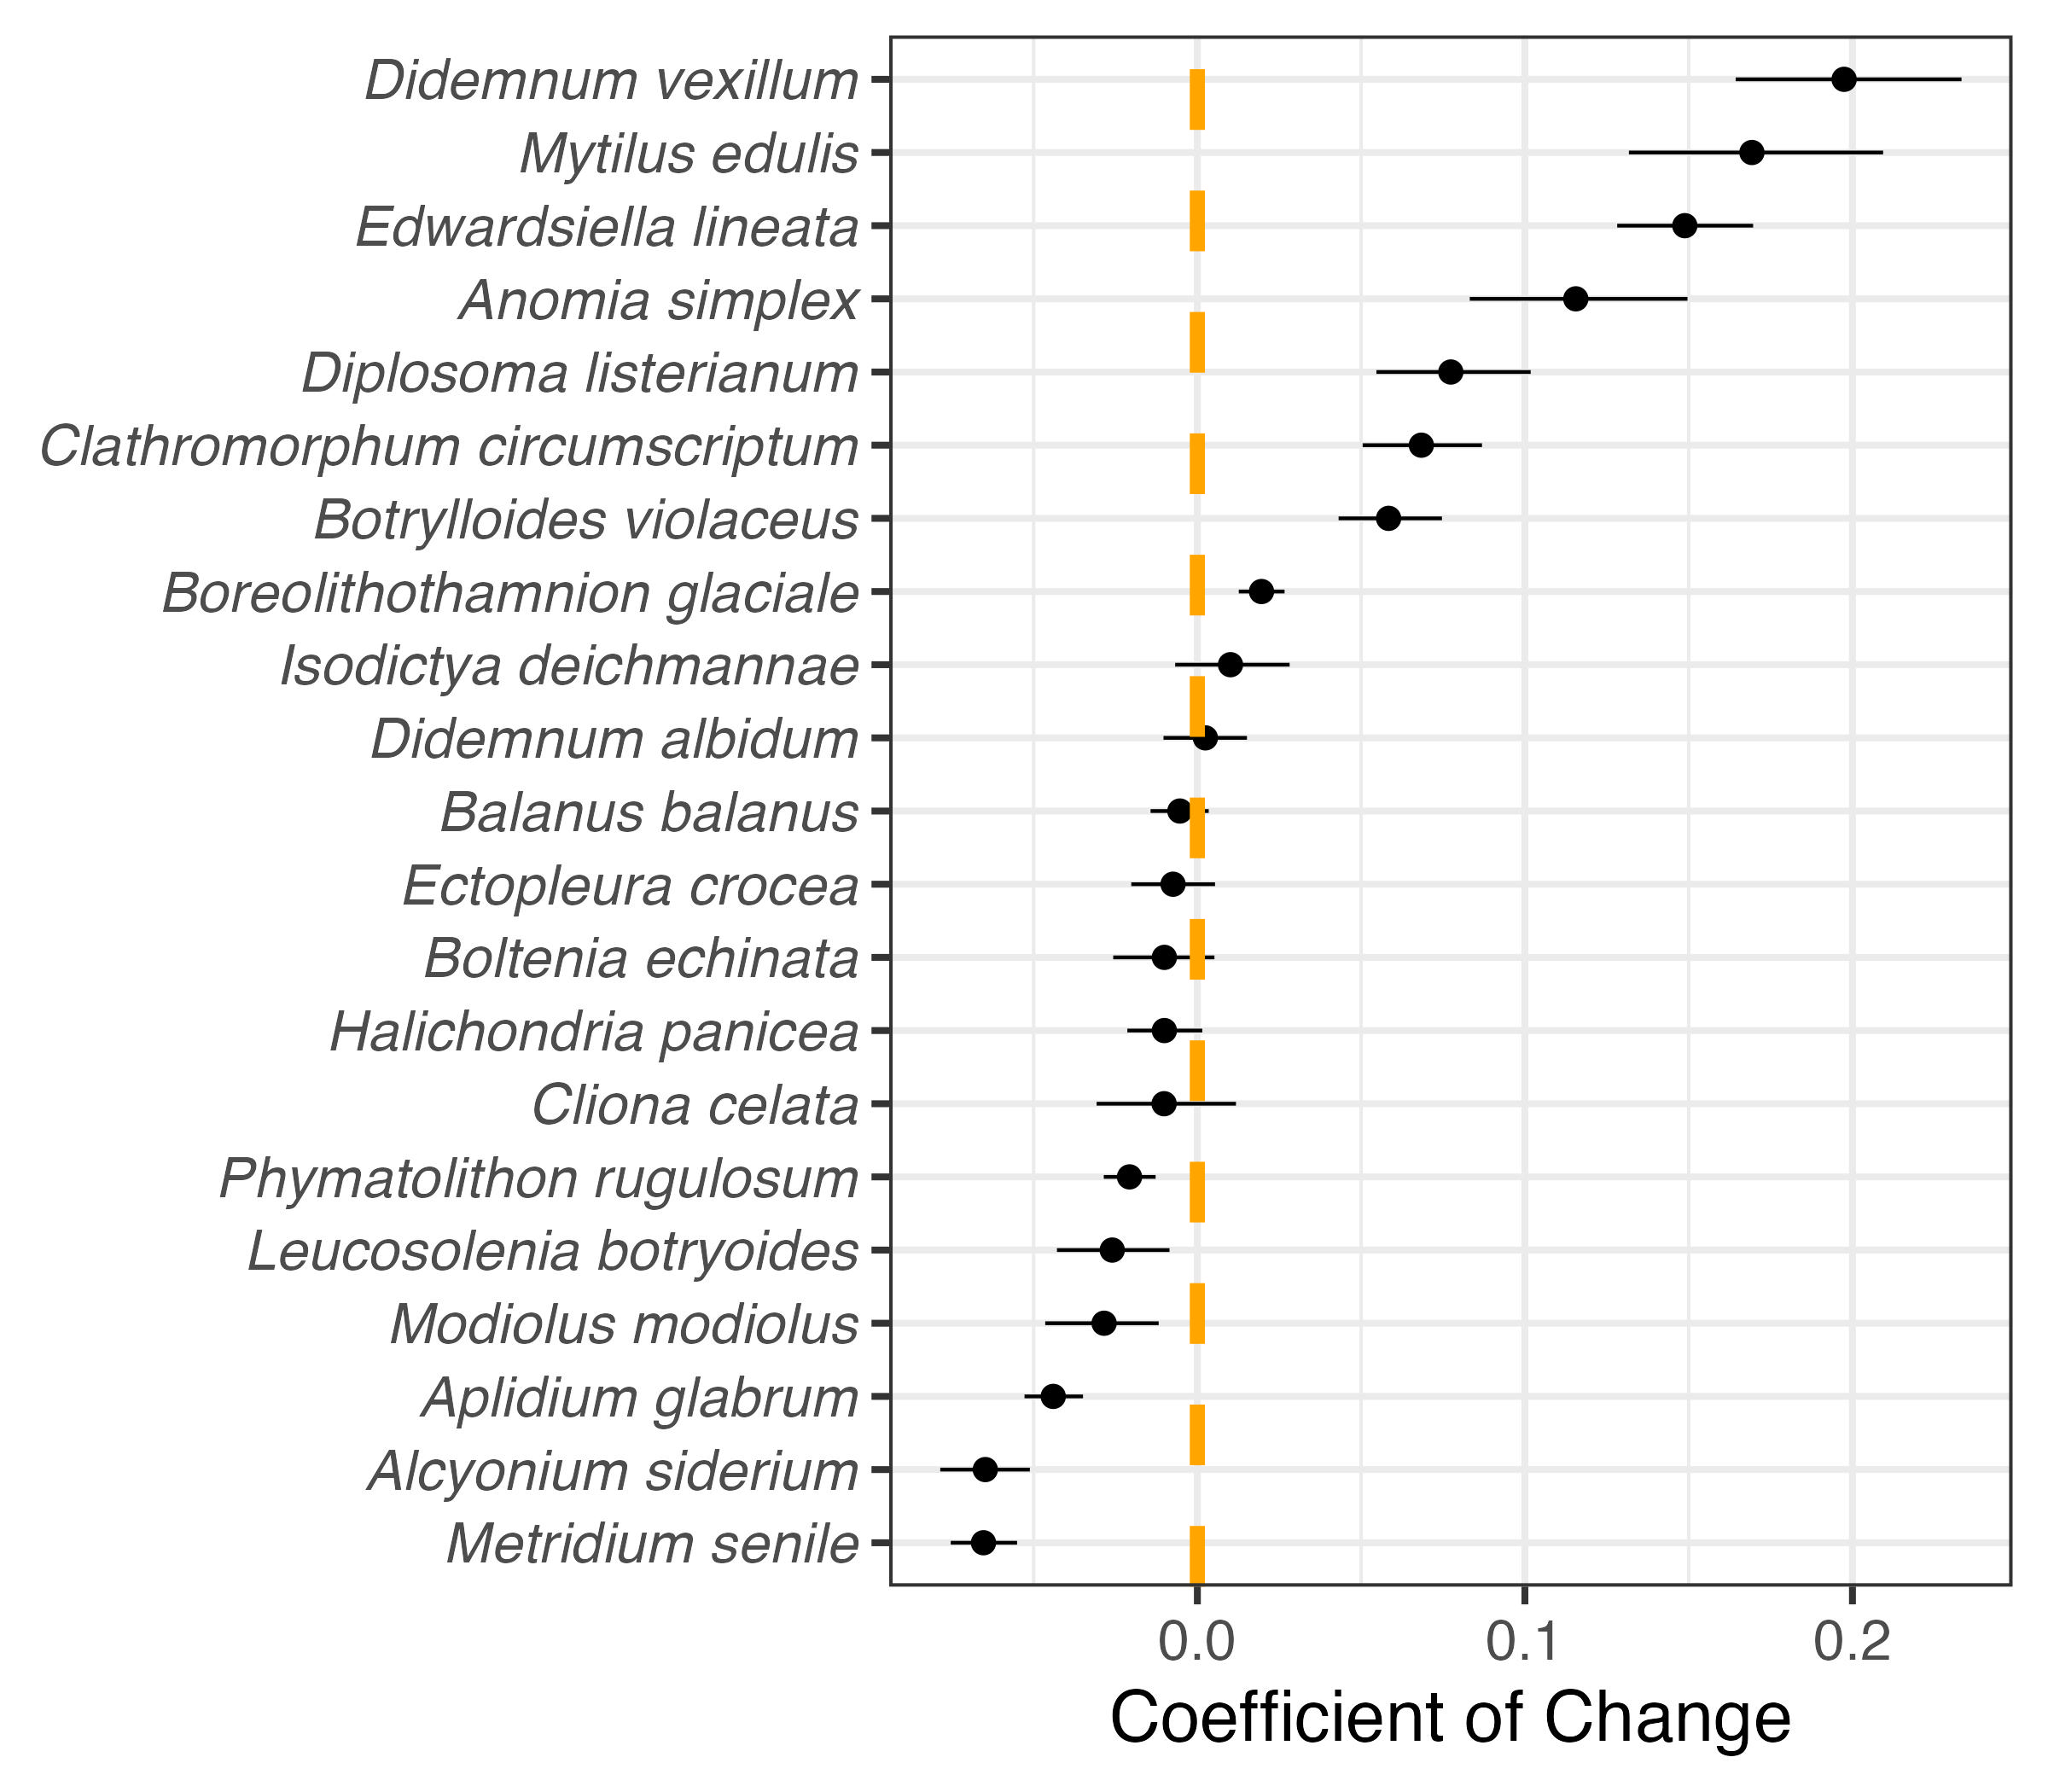 Didemnum vexillum
Mytilus edulis
Edwardsiella lineata
Anomia simplex
Diplosoma listerianum
Clathromorphum circumscriptum
Botrylloides violaceus
Boreolithothamnion glaciale
Isodictya deichmannae
Didemnum albidum
Balanus balanus
Ectopleura crocea
Boltenia echinata
Halichondria panicea
Cliona celata
Phymatolithon rugulosum
Leucosolenia botryoides
Modiolus modiolus
Aplidium glabrum
Alcyonium siderium
Metridium senile
0.0 0.1 0.2
Coefficient of Change